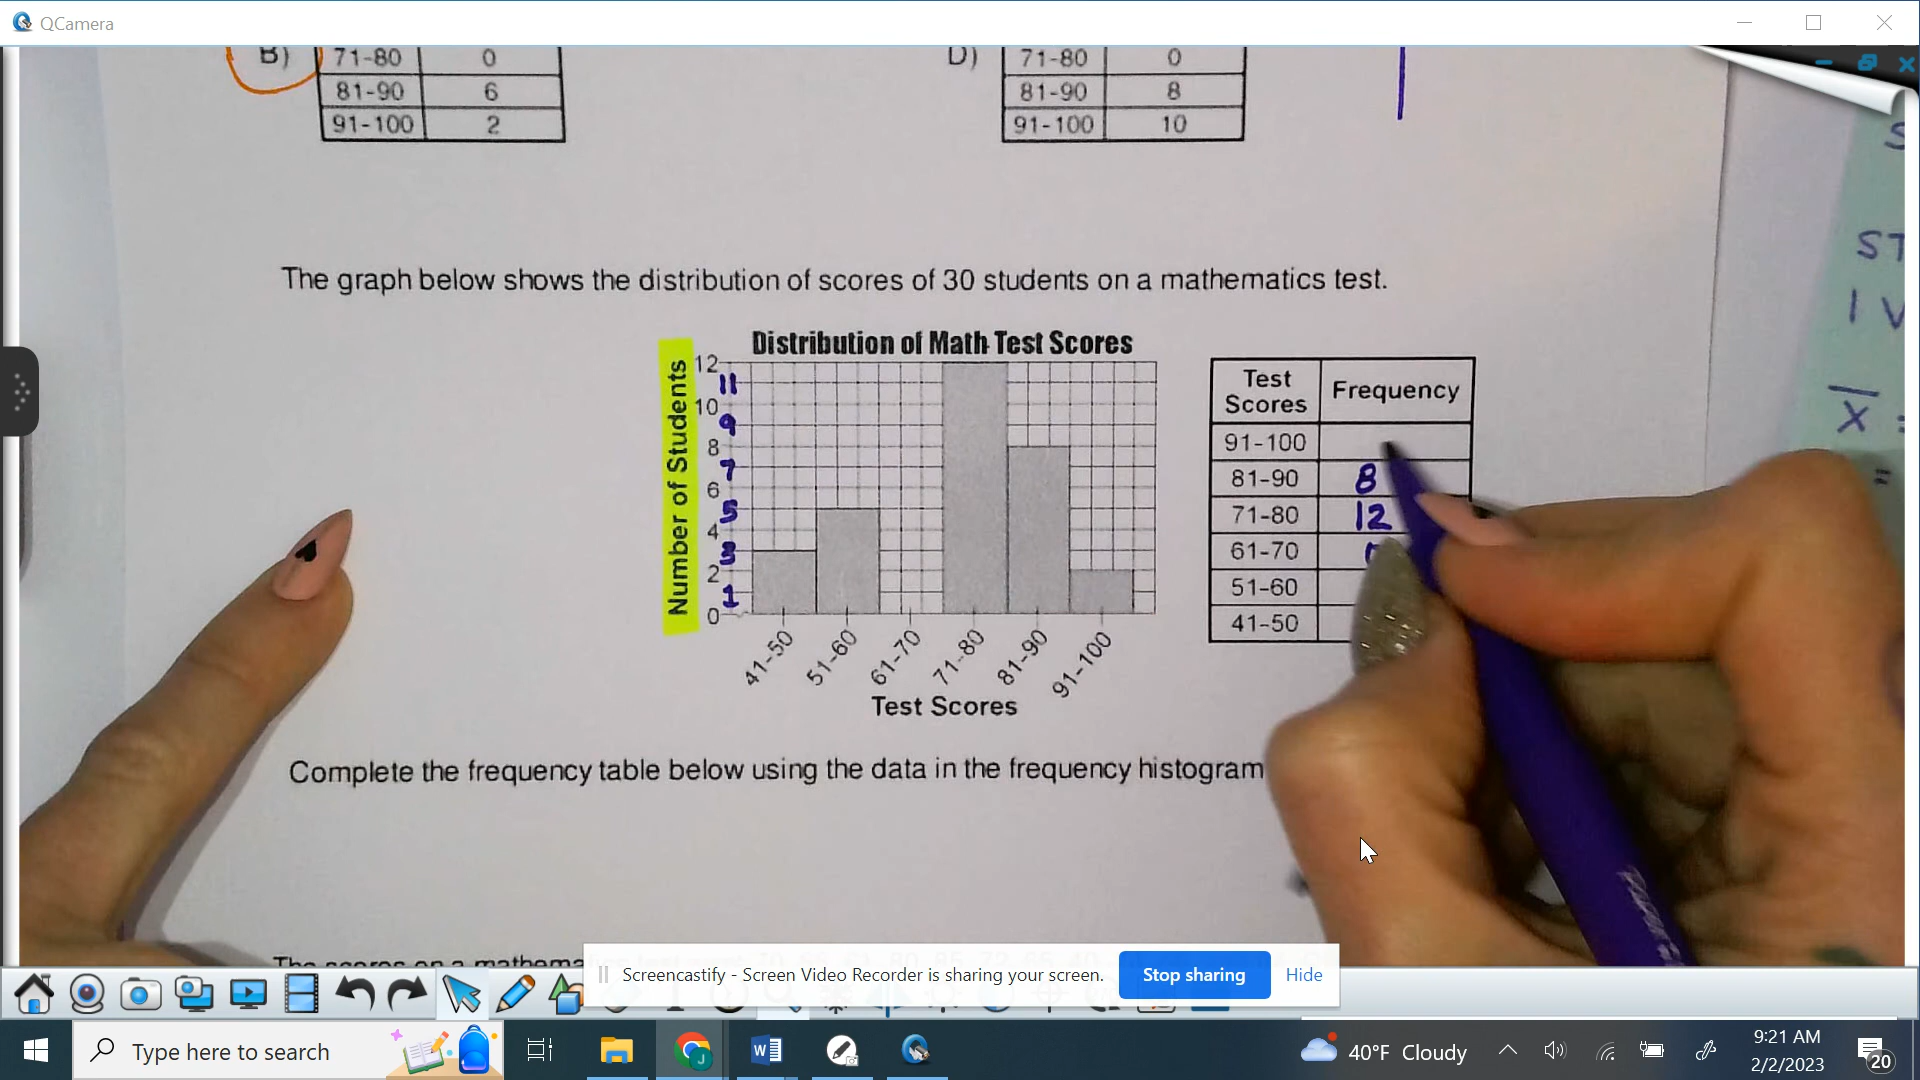 QCamera
B) 71-80 0
81-90 6
91-100 2
D) 71-80 0
81-90 8
91-100 10
S
ST
1 V
X =
=
The graph below shows the distribution of scores of 30 students on a mathematics test.
Distribution of Math Test Scores
Number of Students
12
11
10
9
8
7
6
5
4
3
2
1
0
41-50
51-60
61-70
71-80
81-90
91-100
Test Scores
Test Scores Frequency
91-100
81-90 8
71-80 12
61-70
51-60
41-50
Complete the frequency table below using the data in the frequency histogram
The scores on a mathema
Screencastify - Screen Video Recorder is sharing your screen.
Stop sharing
Hide
Type here to search
J
W
40°F Cloudy
9:21 AM
2/2/2023
20